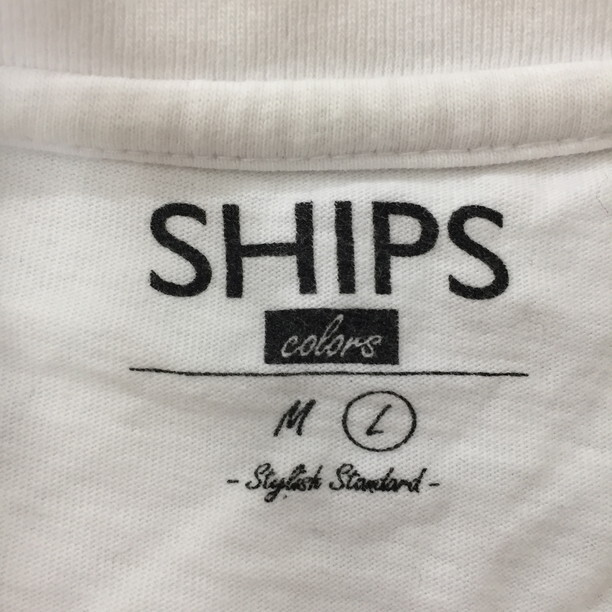 SHIPS
colors
M L
- Stylish Standard -